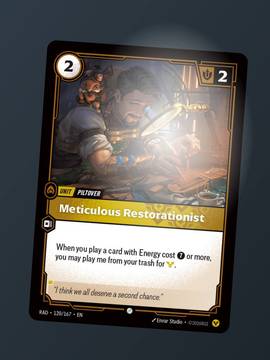 2
2
UNIT PILTOVER
Meticulous Restorationist
When you play a card with Energy cost 7 or more,
you may play me from your trash for
"I think we all deserve a second chance."
RAD • 120/167 • EN
Envar Studio